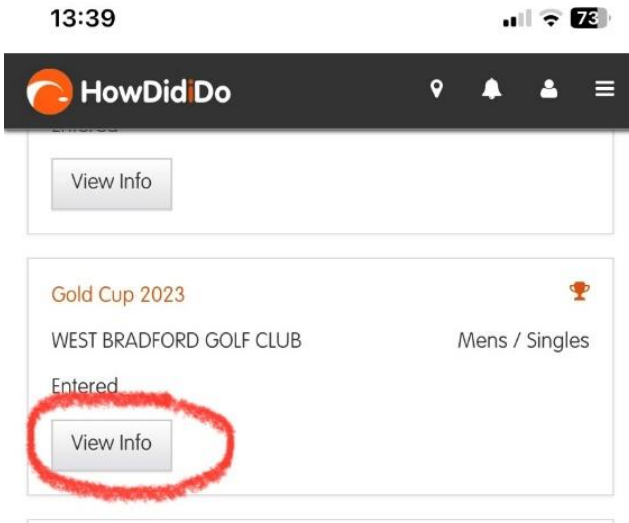 13:39
73
HowDidiDo
View Info
Gold Cup 2023
WEST BRADFORD GOLF CLUB Mens / Singles
Entered
View Info